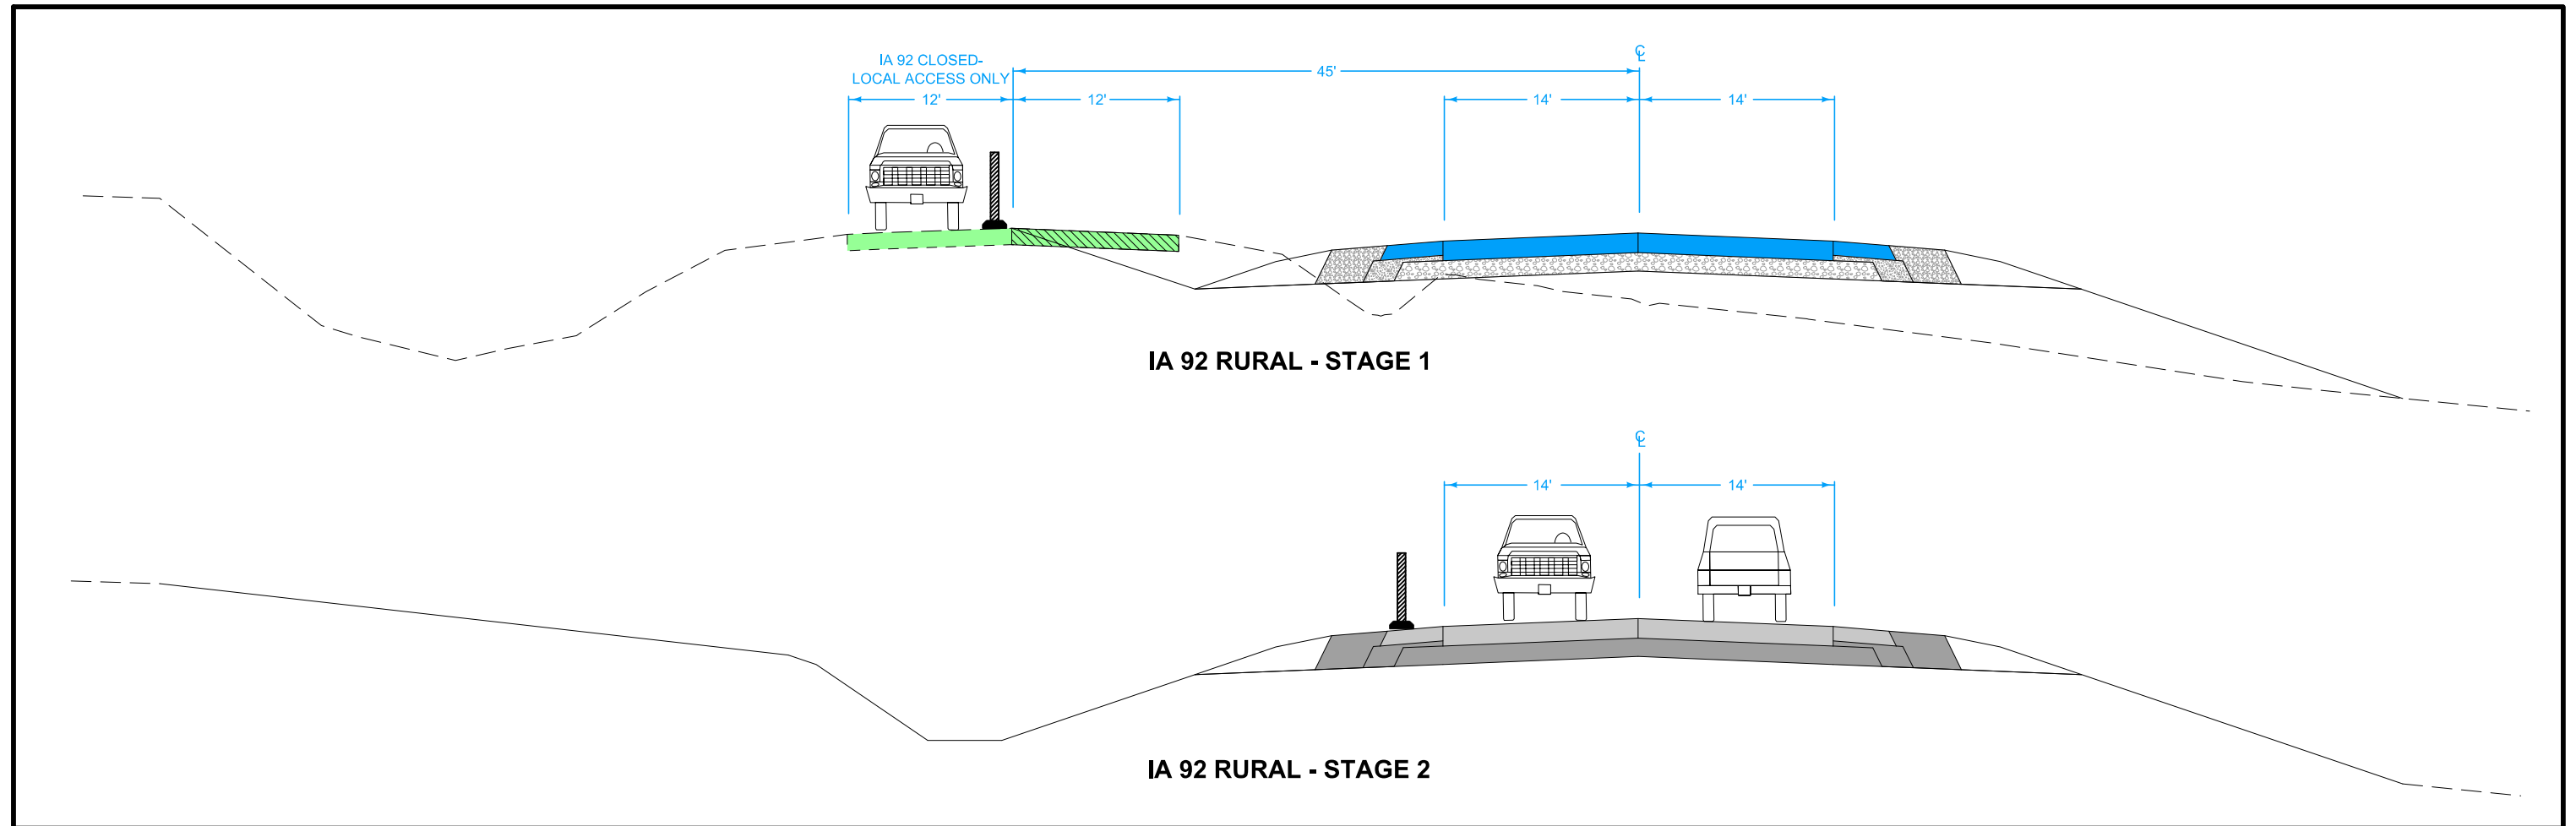 IA 92 CLOSED-
LOCAL ACCESS ONLY
℄
45'
12'
12'
14'
14'
IA 92 RURAL - STAGE 1
℄
14'
14'
IA 92 RURAL - STAGE 2